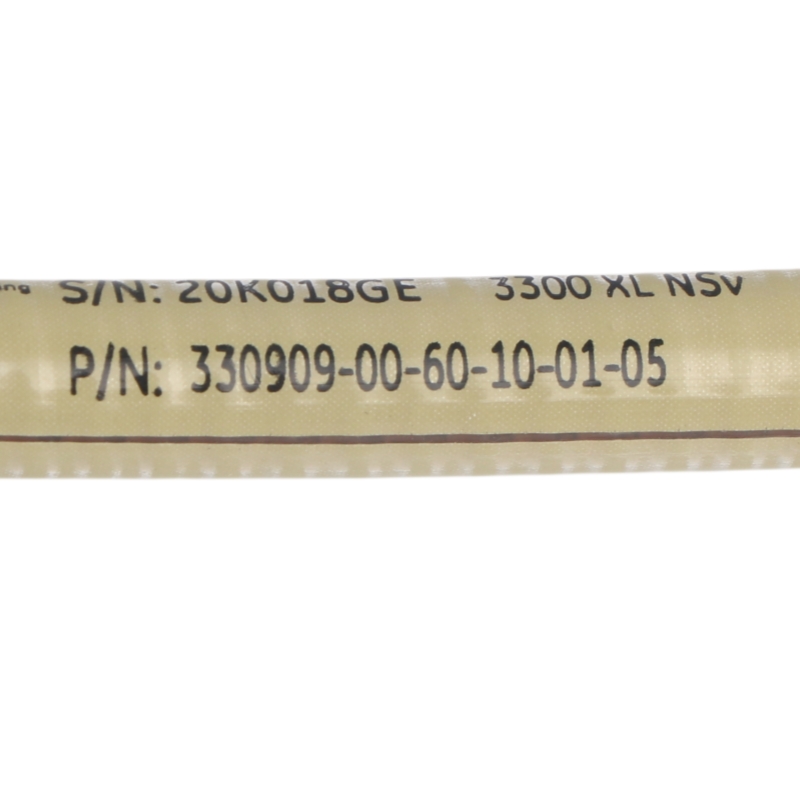 S/N: 20K018GE 3300 XL NSv
P/N: 330909-00-60-10-01-05